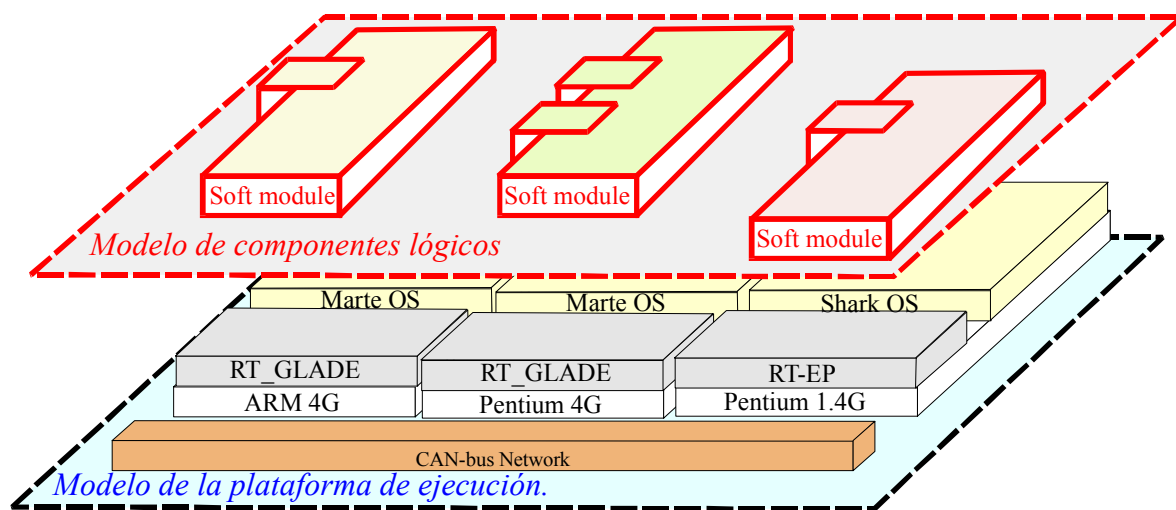 Soft module
Soft module
Soft module
Modelo de componentes lógicos
Marte OS
Marte OS
Shark OS
RT_GLADE
RT_GLADE
RT-EP
ARM 4G
Pentium 4G
Pentium 1.4G
CAN-bus Network
Modelo de la plataforma de ejecución.